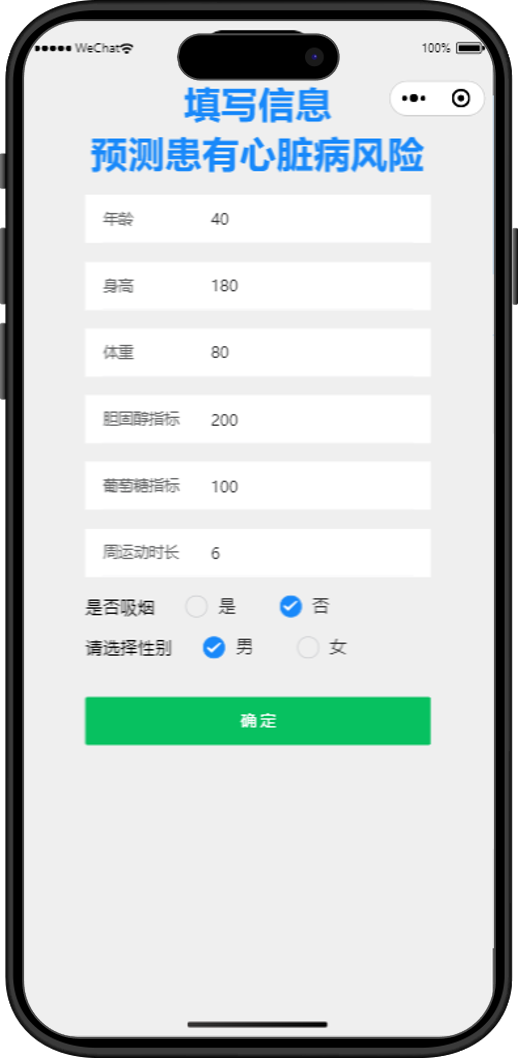 WeChat 100%
填写信息
预测患有心脏病风险
年龄 40
身高 180
体重 80
胆固醇指标 200
葡萄糖指标 100
周运动时长 6
是否吸烟 是 否
请选择性别 男 女
确定